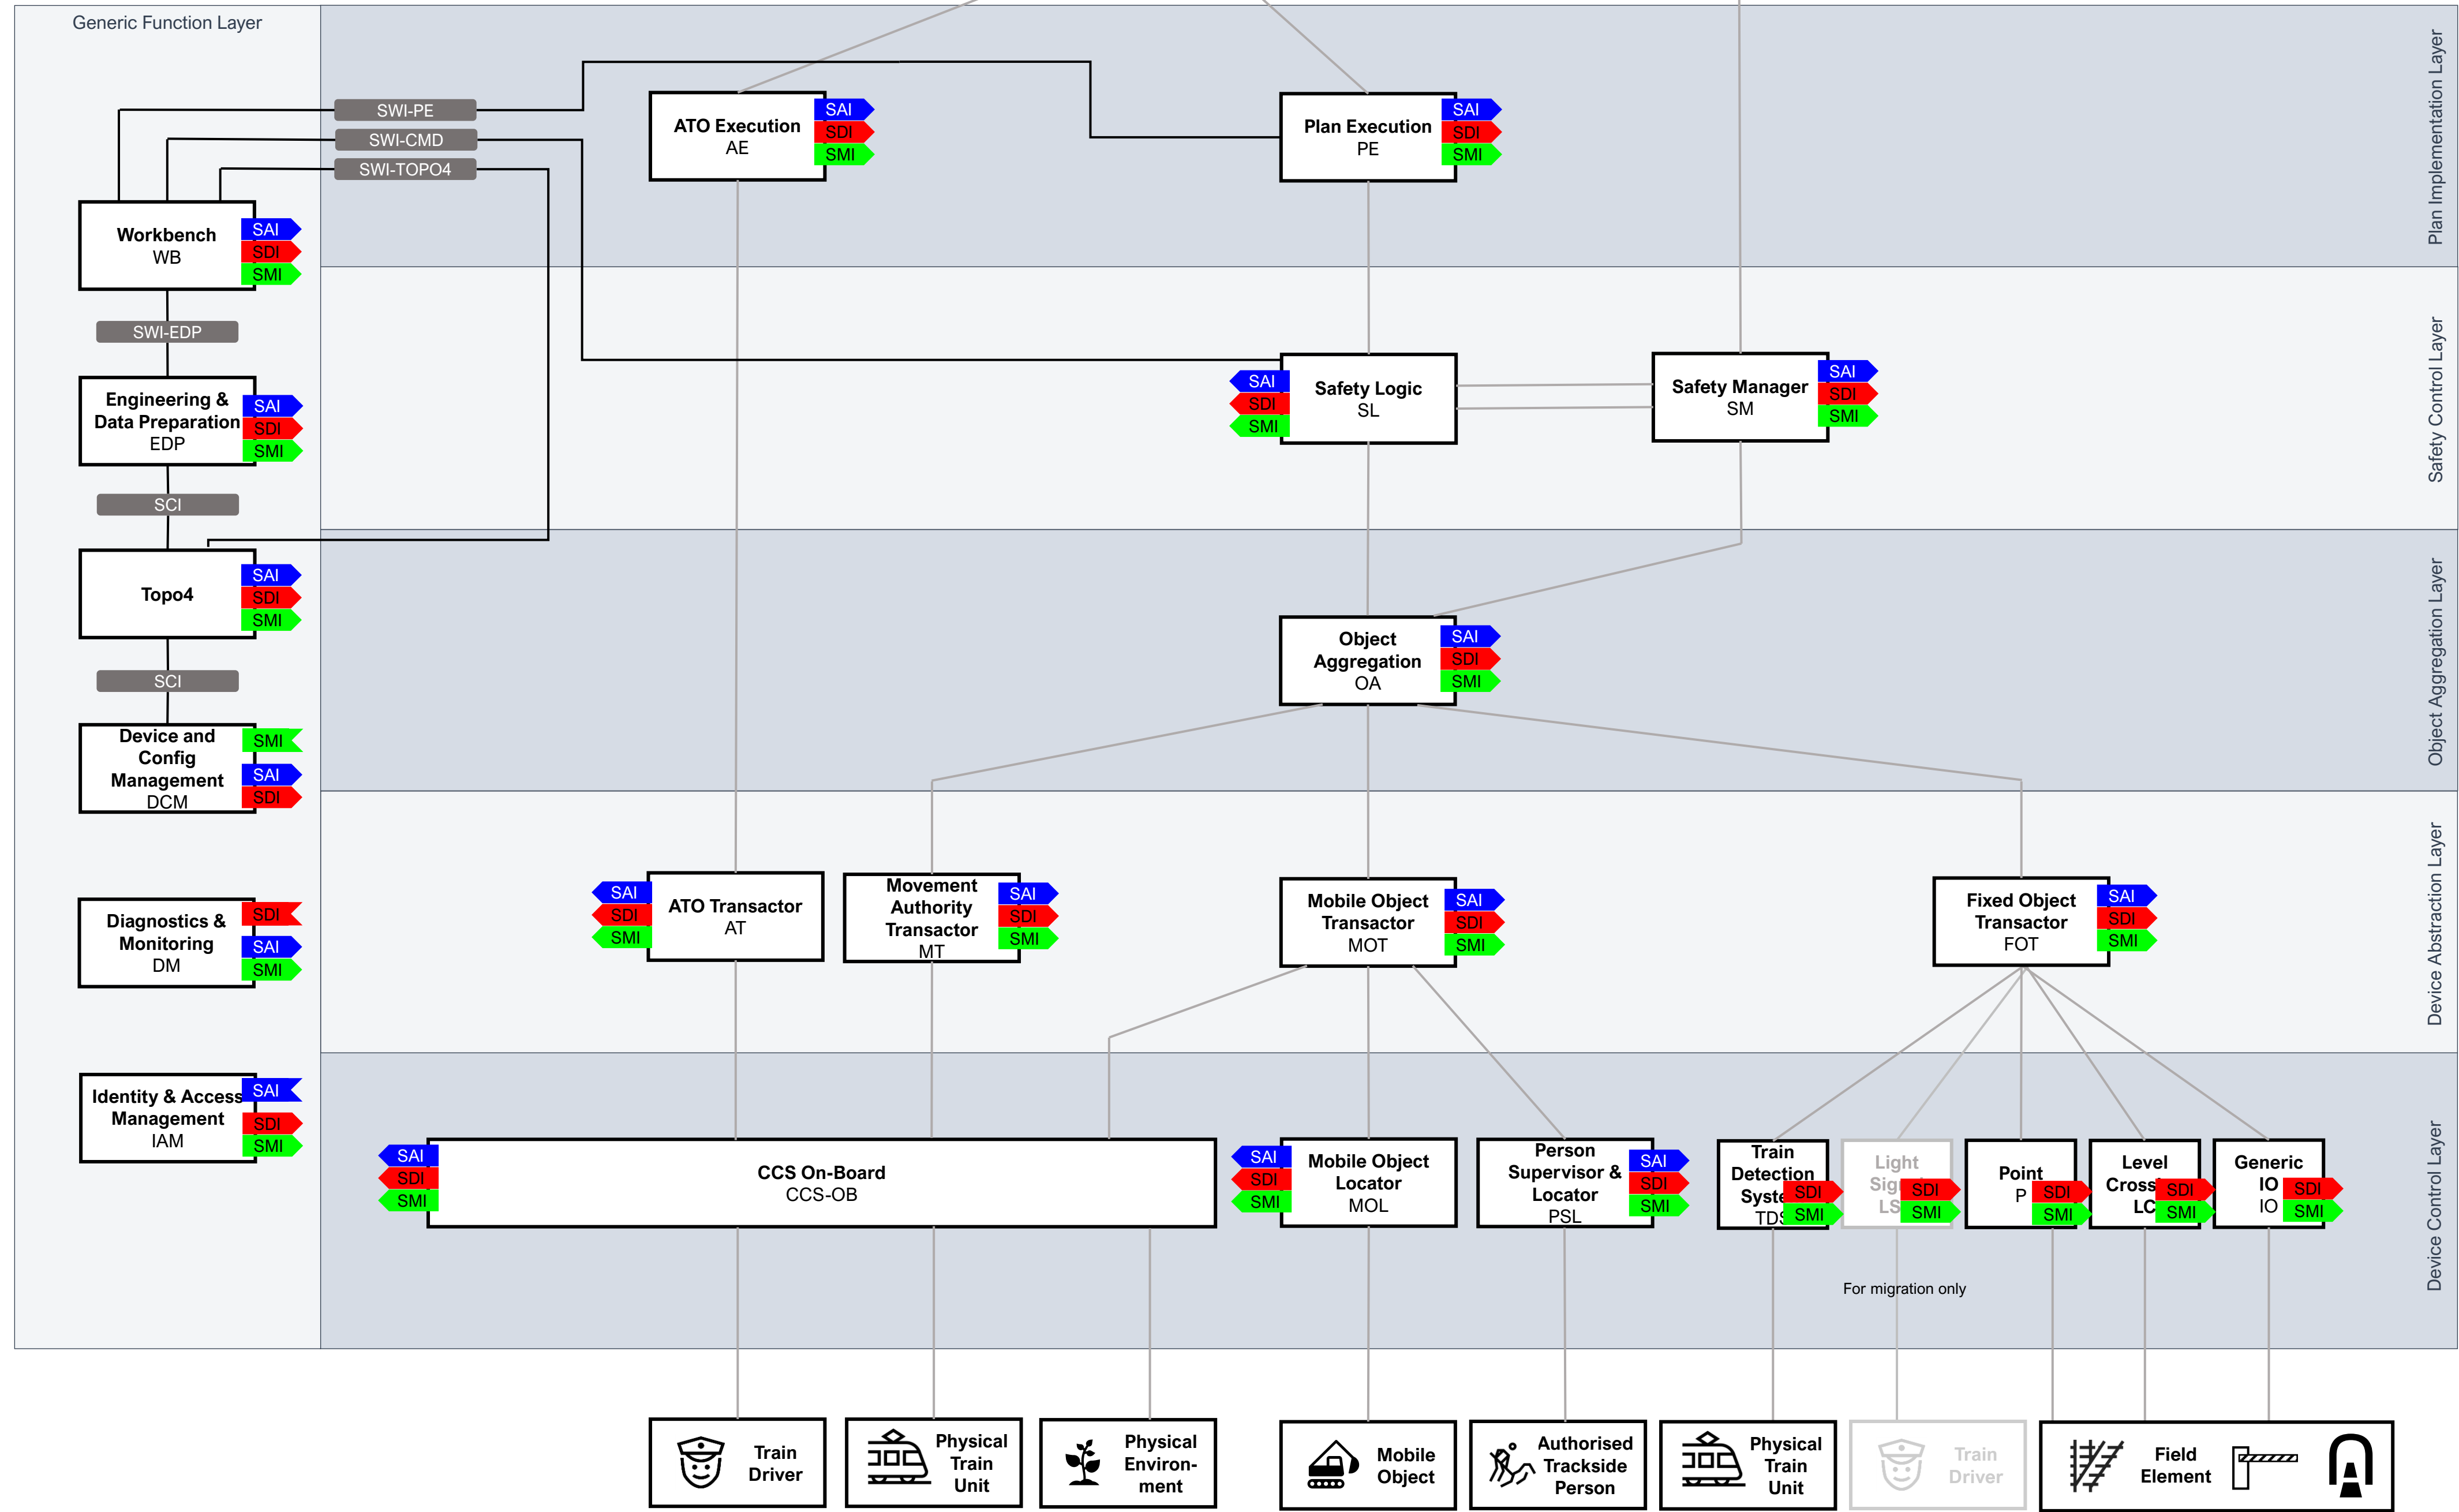 Generic Function Layer
Plan Implementation Layer
SWI-PE
SWI-CMD
SWI-TOPO4
ATO Execution
AE
SAI
SDI
SMI
Plan Execution
PE
SAI
SDI
SMI
Workbench
WB
SAI
SDI
SMI
SWI-EDP
Safety Control Layer
Engineering &
Data Preparation
EDP
SAI
SDI
SMI
SAI
SDI
SMI
Safety Logic
SL
Safety Manager
SM
SAI
SDI
SMI
SCI
Object Aggregation Layer
Topo4
SAI
SDI
SMI
Object
Aggregation
OA
SAI
SDI
SMI
SCI
Device and
Config
Management
DCM
SMI
SAI
SDI
Device Abstraction Layer
Diagnostics &
Monitoring
DM
SDI
SAI
SMI
SAI
SDI
SMI
ATO Transactor
AT
Movement
Authority
Transactor
MT
SAI
SDI
SMI
Mobile Object
Transactor
MOT
SAI
SDI
SMI
Fixed Object
Transactor
FOT
SAI
SDI
SMI
Identity & Access
Management
IAM
SAI
SDI
SMI
Device Control Layer
SAI
SDI
SMI
CCS On-Board
CCS-OB
SAI
SDI
SMI
Mobile Object
Locator
MOL
Person
Supervisor &
Locator
PSL
SAI
SDI
SMI
Train
Detection
SDI
SMI
Light
SDI
SMI
Point
P
SDI
SMI
Level
LC
SDI
SMI
Generic
IO
IO
SDI
SMI
For migration only
Train
Driver
Physical
Train
Unit
Physical
Environ-
ment
Mobile
Object
Authorised
Trackside
Person
Physical
Train
Unit
Train
Driver
Field
Element